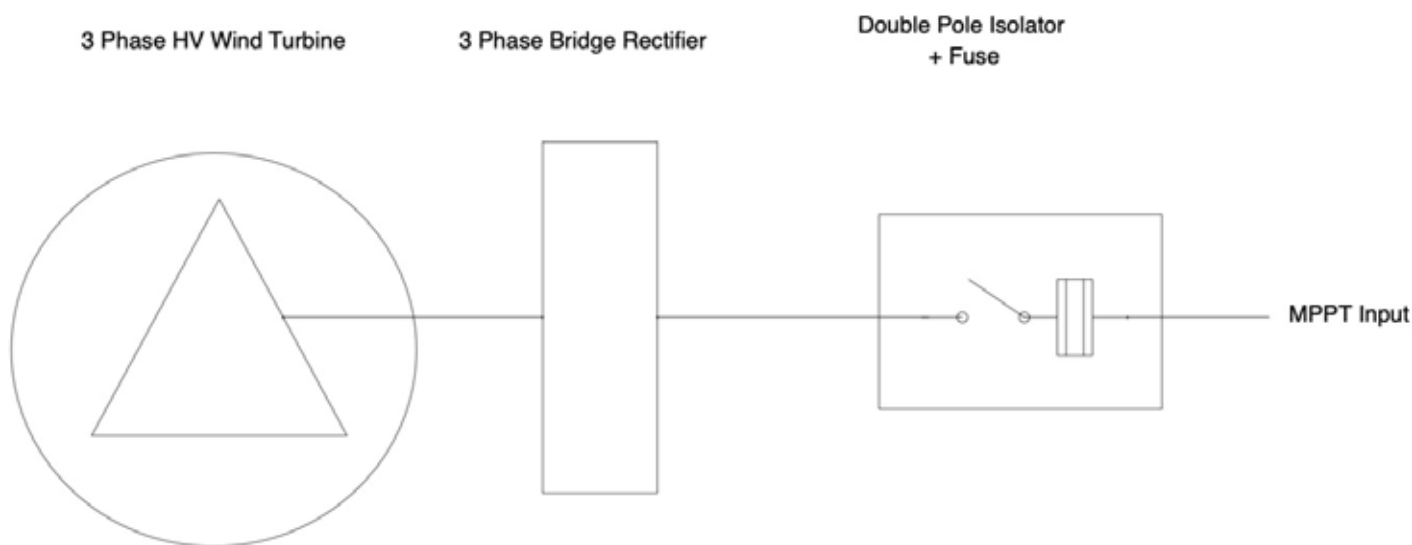 3 Phase HV Wind Turbine
3 Phase Bridge Rectifier
Double Pole Isolator
+ Fuse
MPPT Input